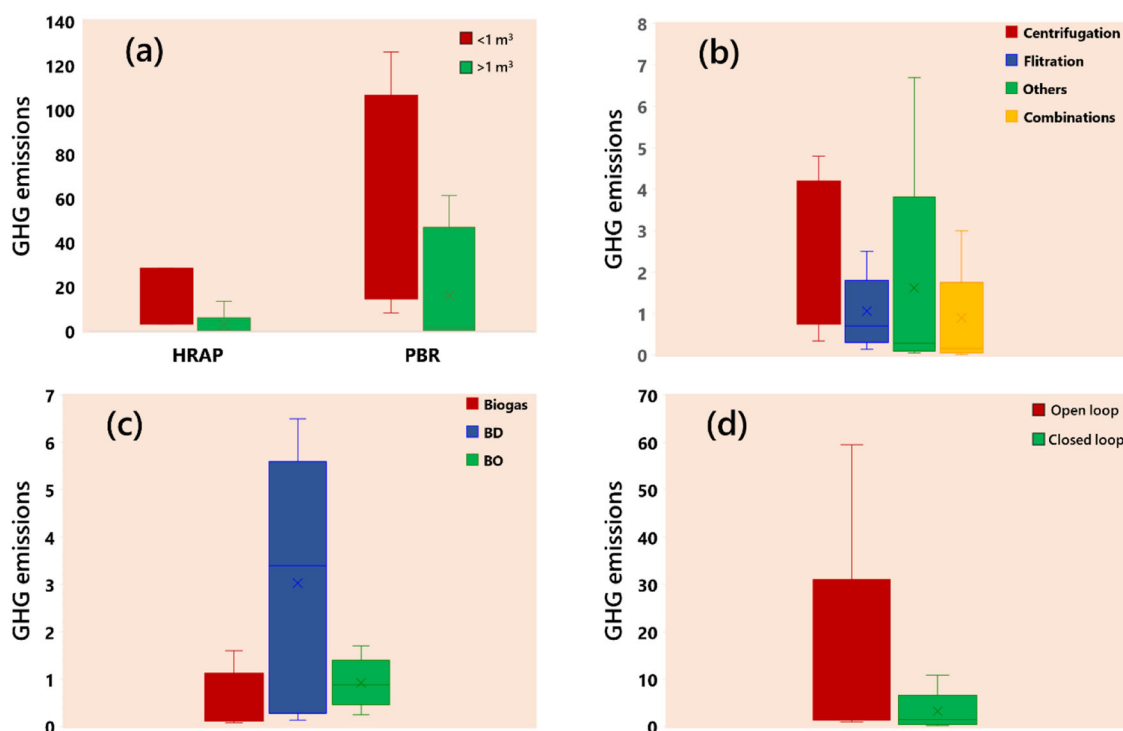 (a)
<1 m³
>1 m³
GHG emissions
140
120
100
80
60
40
20
0
HRAP PBR
(b)
Centrifugation
Flitration
Others
Combinations
GHG emissions
8
7
6
5
4
3
2
1
0
(c)
Biogas
BD
BO
GHG emissions
7
6
5
4
3
2
1
0
(d)
Open loop
Closed loop
GHG emissions
70
60
50
40
30
20
10
0